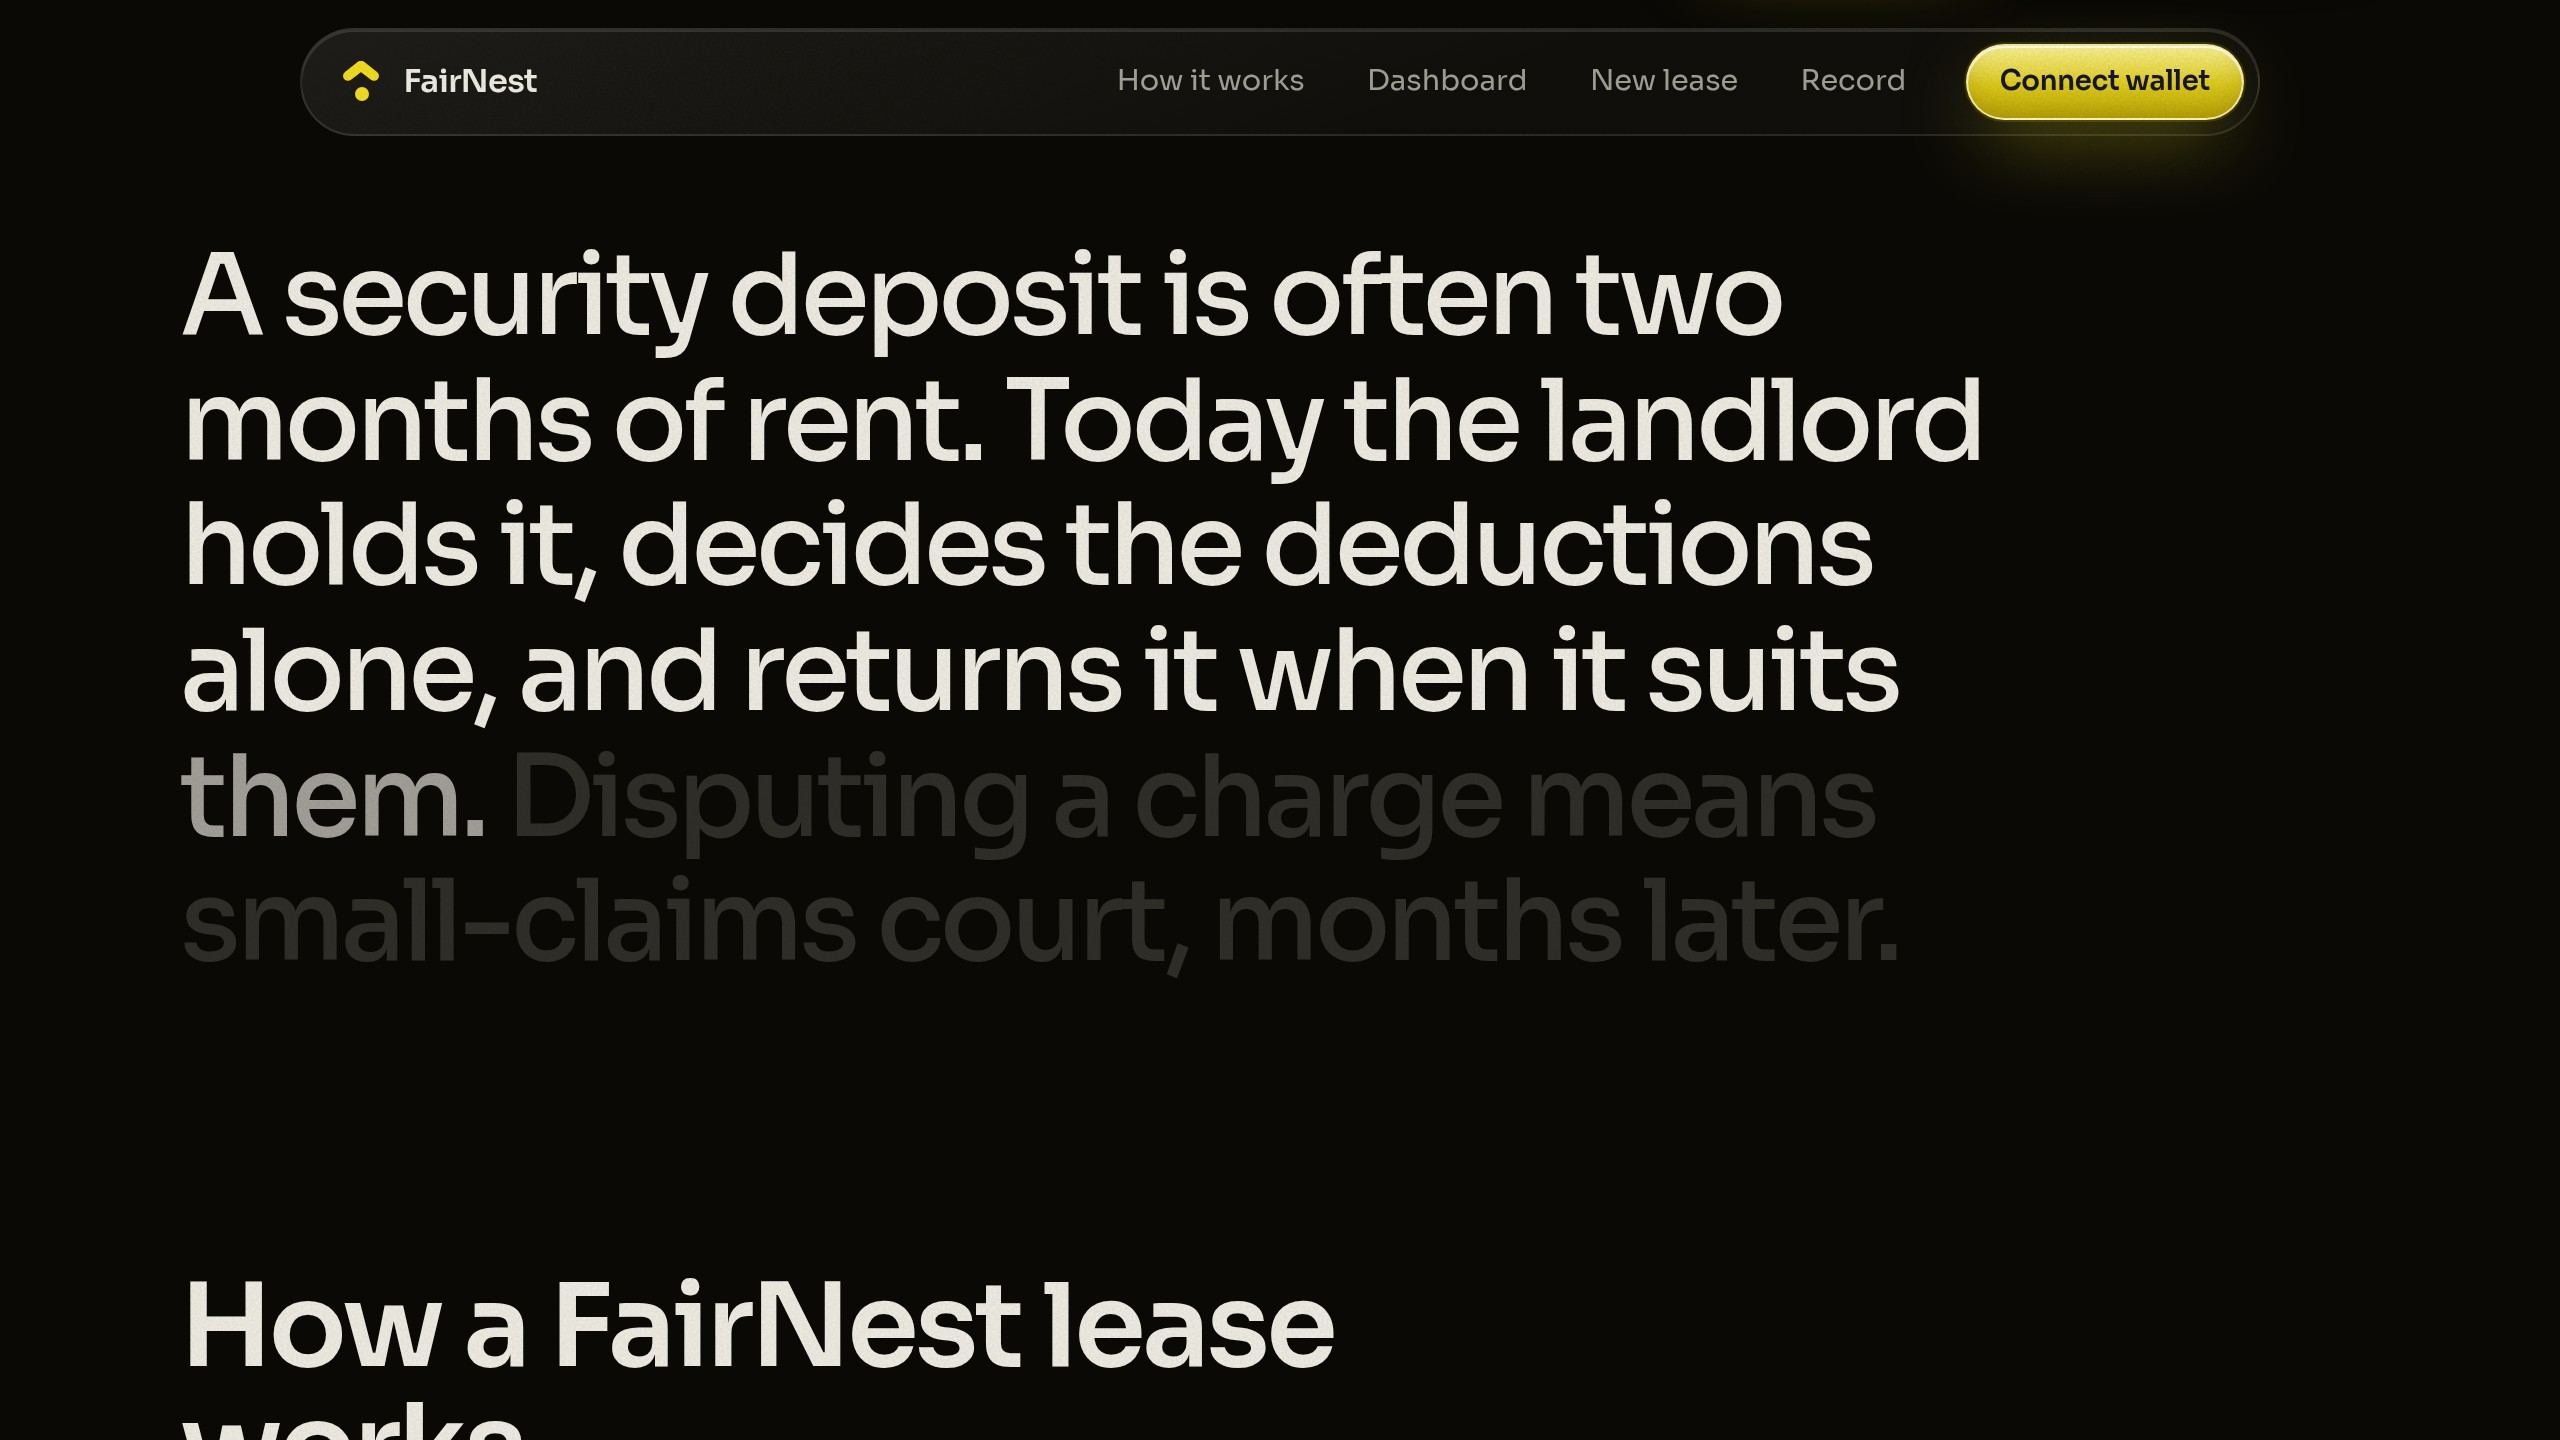 FairNest
How it works
Dashboard
New lease
Record
Connect wallet
A security deposit is often two
months of rent. Today the landlord
holds it, decides the deductions
alone, and returns it when it suits
them. Disputing a charge means
small-claims court, months later.
How a FairNest lease
works